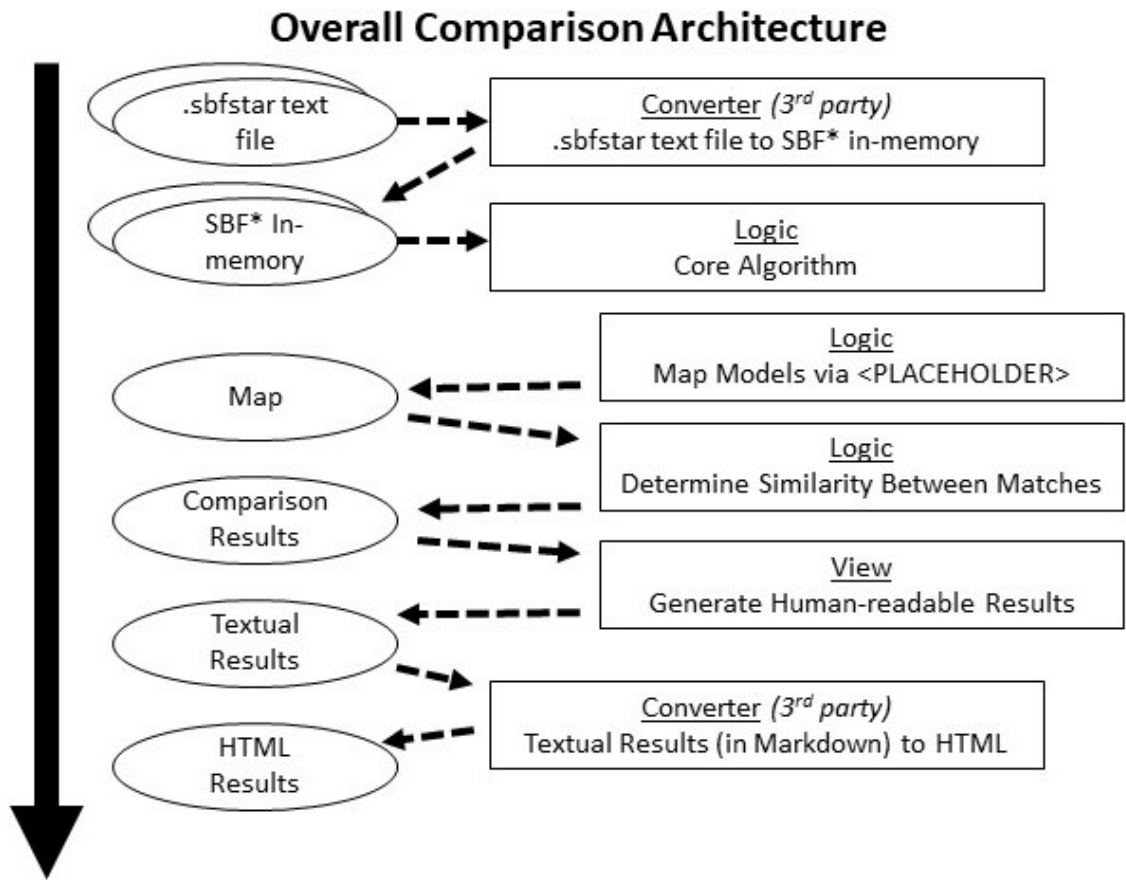 Overall Comparison Architecture
.sbfstar text
file
Converter (3rd party)
.sbfstar text file to SBF* in-memory
SBF* In-
memory
Logic
Core Algorithm
Logic
Map Models via <PLACEHOLDER>
Map
Logic
Determine Similarity Between Matches
Comparison
Results
View
Generate Human-readable Results
Textual
Results
Converter (3rd party)
Textual Results (in Markdown) to HTML
HTML
Results